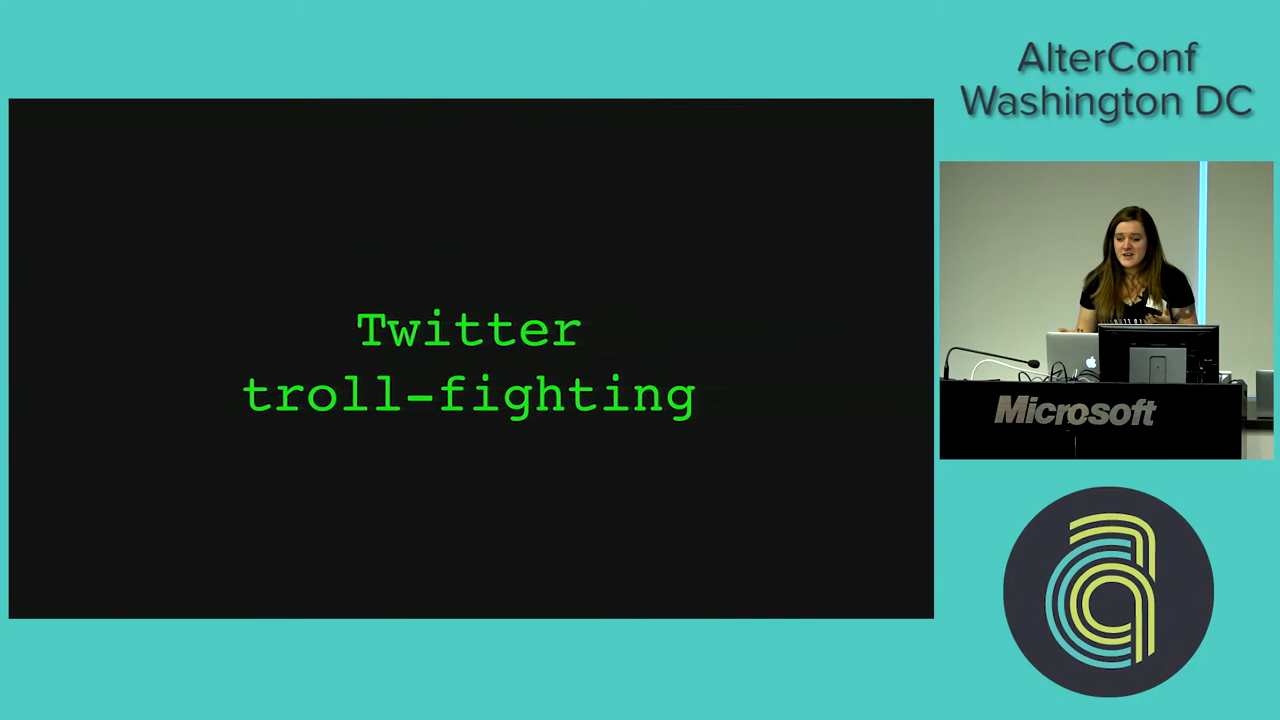 AlterConf
Washington DC
Twitter
troll-fighting
Microsoft